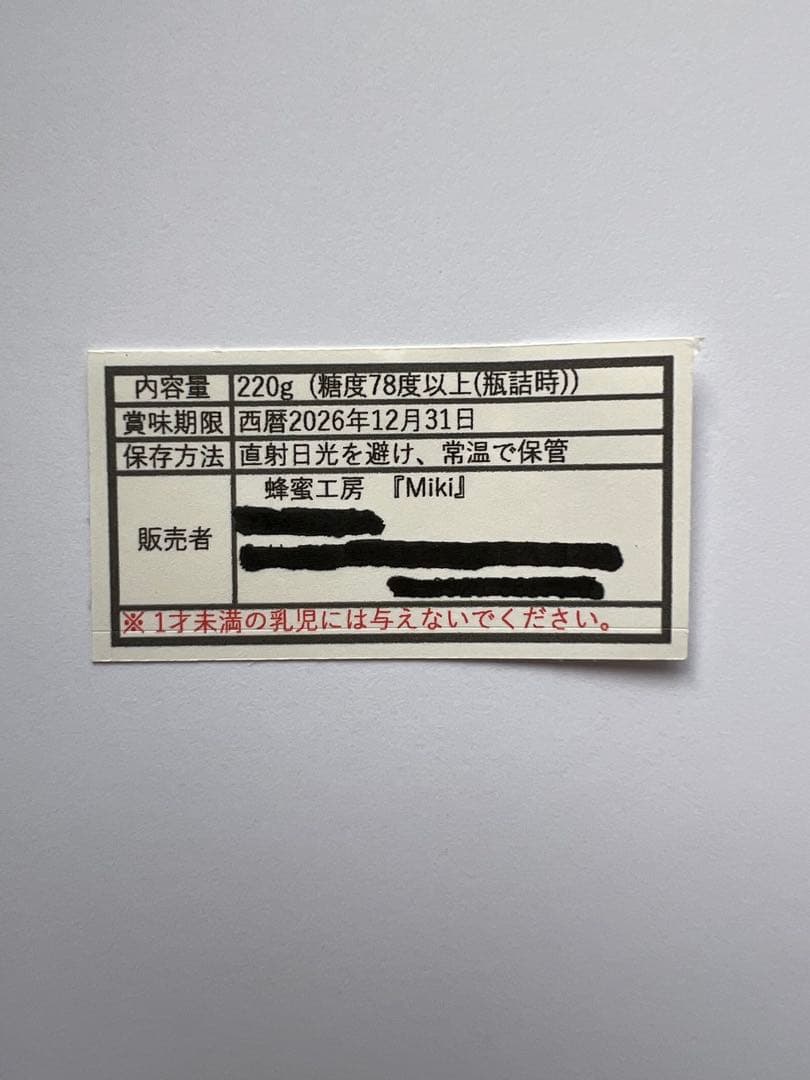 内容量 220g (糖度78度以上(瓶詰時))
賞味期限 西暦2026年12月31日
保存方法 直射日光を避け、常温で保管
販売者 蜂蜜工房 『Miki』
※ 1才未満の乳児には与えないでください。